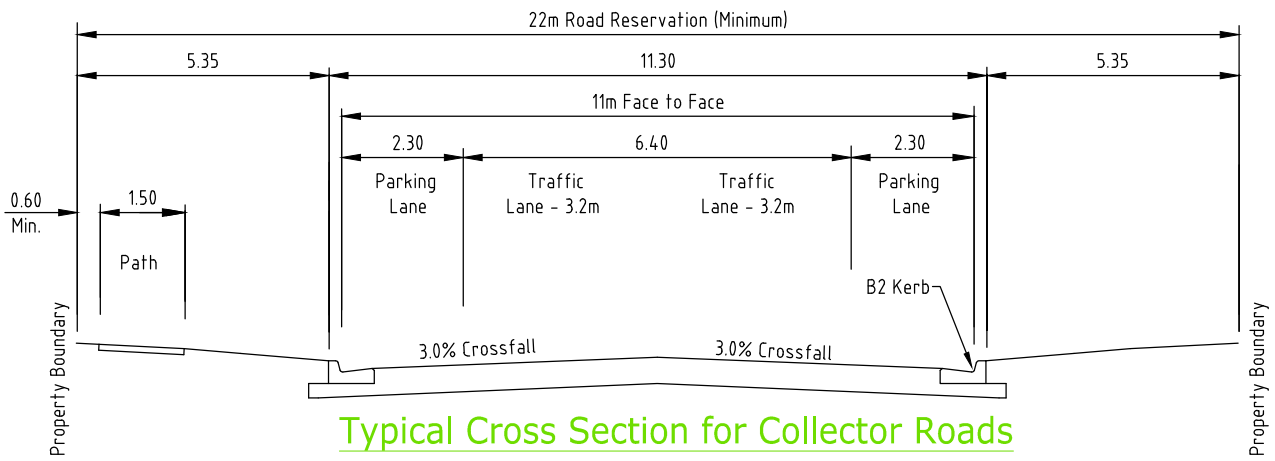 22m Road Reservation (Minimum)
5.35
11.30
5.35
11m Face to Face
2.30
6.40
2.30
Parking
Lane
Traffic
Lane - 3.2m
Traffic
Lane - 3.2m
Parking
Lane
0.60
Min.
1.50
Path
B2 Kerb
Property Boundary
3.0% Crossfall
3.0% Crossfall
Property Boundary
Typical Cross Section for Collector Roads